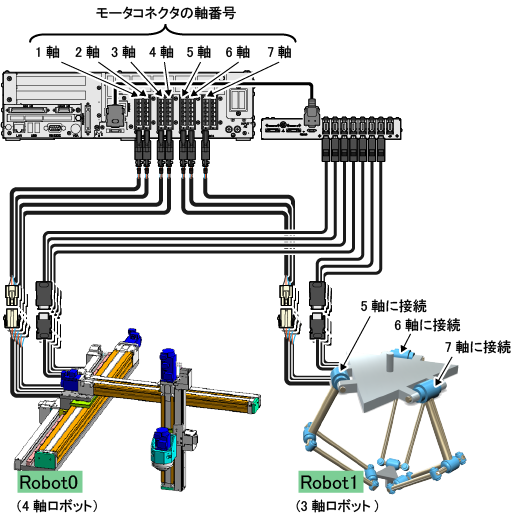 モータコネクタの軸番号
1軸 2軸 3軸 4軸 5軸 6軸 7軸
5軸に接続
6軸に接続
7軸に接続
Robot0
(4軸ロボット)
Robot1
(3軸ロボット)